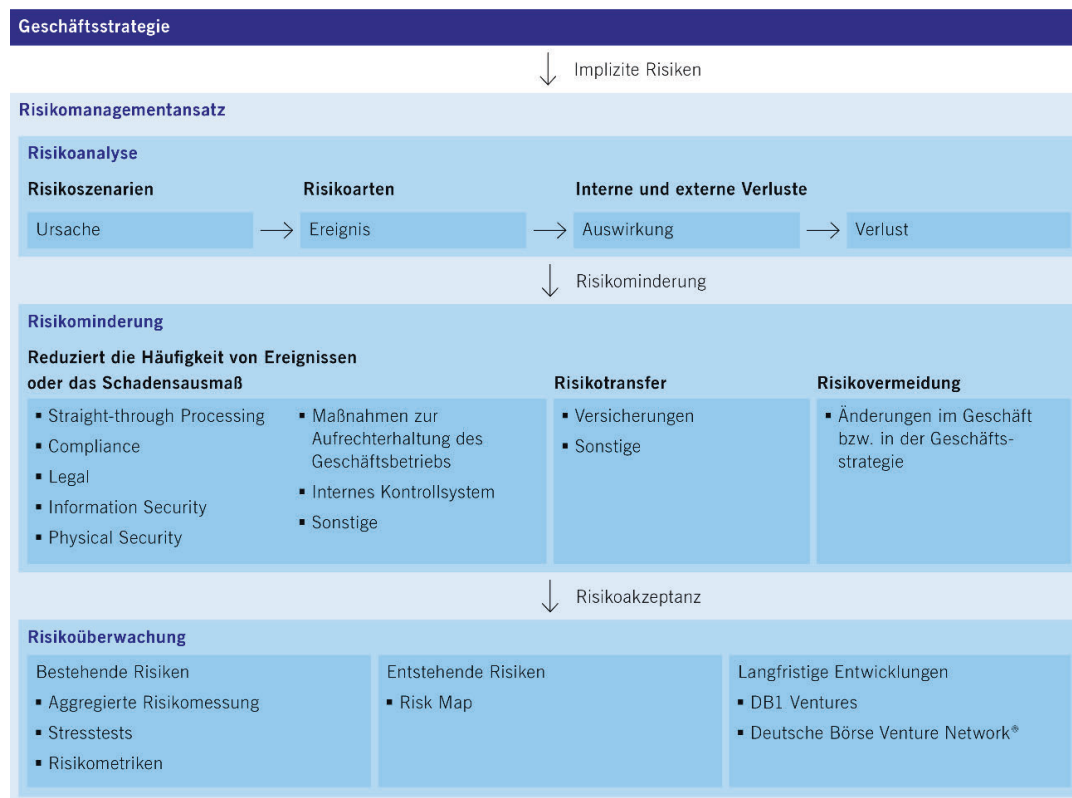 Geschäftsstrategie
Implizite Risiken
Risikomanagementansatz
Risikoanalyse
Risikoszenarien
Risikoarten
Interne und externe Verluste
Ursache
Ereignis
Auswirkung
Verlust
Risikominderung
Risikominderung
Reduziert die Häufigkeit von Ereignissen
oder das Schadensausmaß
▪ Straight-through Processing
▪ Compliance
▪ Legal
▪ Information Security
▪ Physical Security
▪ Maßnahmen zur
Aufrechterhaltung des
Geschäftsbetriebs
▪ Internes Kontrollsystem
▪ Sonstige
Risikotransfer
▪ Versicherungen
▪ Sonstige
Risikovermeidung
▪ Änderungen im Geschäft
bzw. in der Geschäfts-
strategie
Risikoakzeptanz
Risikoüberwachung
Bestehende Risiken
▪ Aggregierte Risikomessung
▪ Stresstests
▪ Risikometriken
Entstehende Risiken
▪ Risk Map
Langfristige Entwicklungen
▪ DB1 Ventures
▪ Deutsche Börse Venture Network®